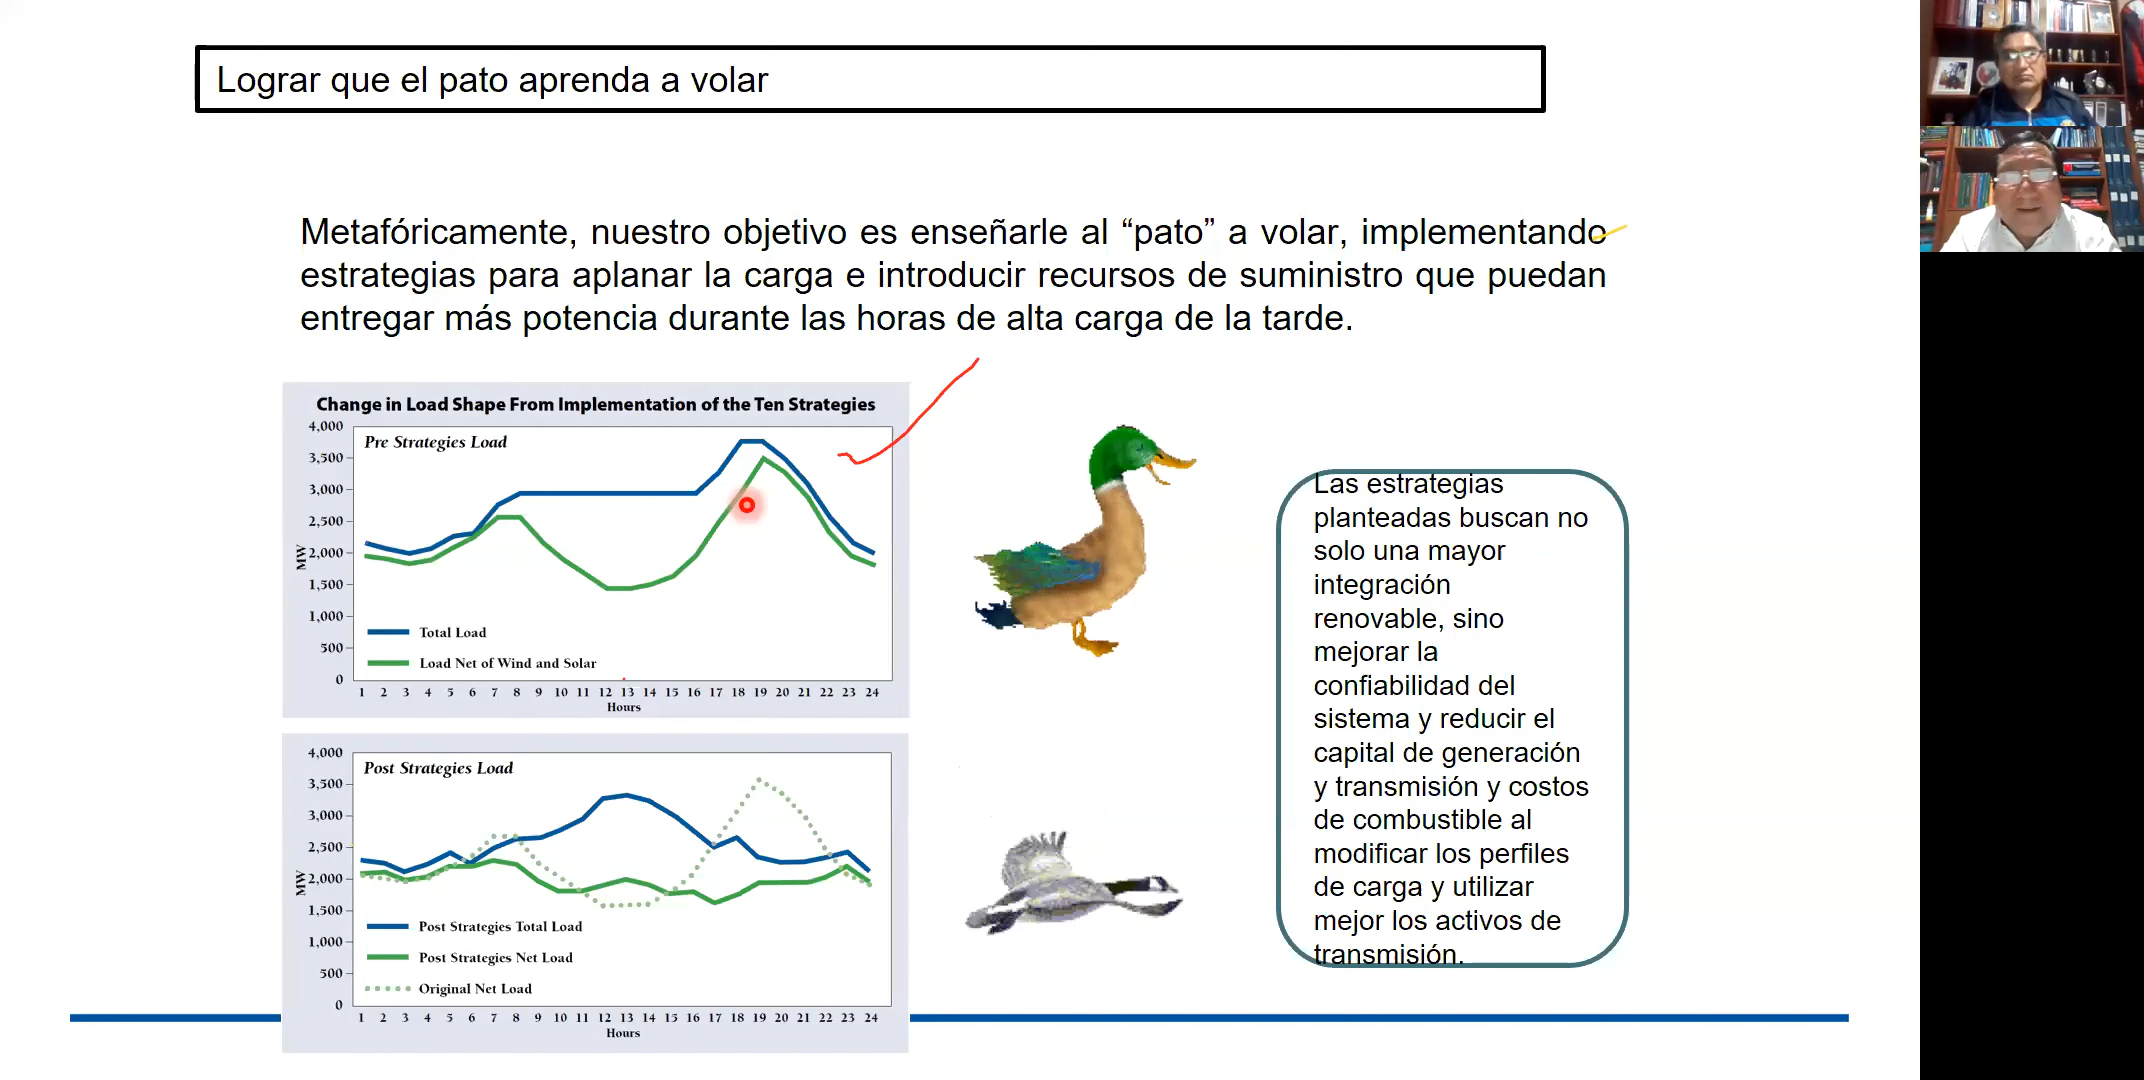 Lograr que el pato aprenda a volar
Metafóricamente, nuestro objetivo es enseñarle al “pato” a volar, implementando
estrategias para aplanar la carga e introducir recursos de suministro que puedan
entregar más potencia durante las horas de alta carga de la tarde.
Change in Load Shape From Implementation of the Ten Strategies
Pre Strategies Load
4,000
3,500
3,000
2,500
2,000
1,500
1,000
500
0
MW
Total Load
Load Net of Wind and Solar
1 2 3 4 5 6 7 8 9 10 11 12 13 14 15 16 17 18 19 20 21 22 23 24
Hours
Post Strategies Load
4,000
3,500
3,000
2,500
2,000
1,500
1,000
500
0
MW
Post Strategies Total Load
Post Strategies Net Load
Original Net Load
1 2 3 4 5 6 7 8 9 10 11 12 13 14 15 16 17 18 19 20 21 22 23 24
Hours
Las estrategias
planteadas buscan no
solo una mayor
integración
renovable, sino
mejorar la
confiabilidad del
sistema y reducir el
capital de generación
y transmisión y costos
de combustible al
modificar los perfiles
de carga y utilizar
mejor los activos de
transmisión.